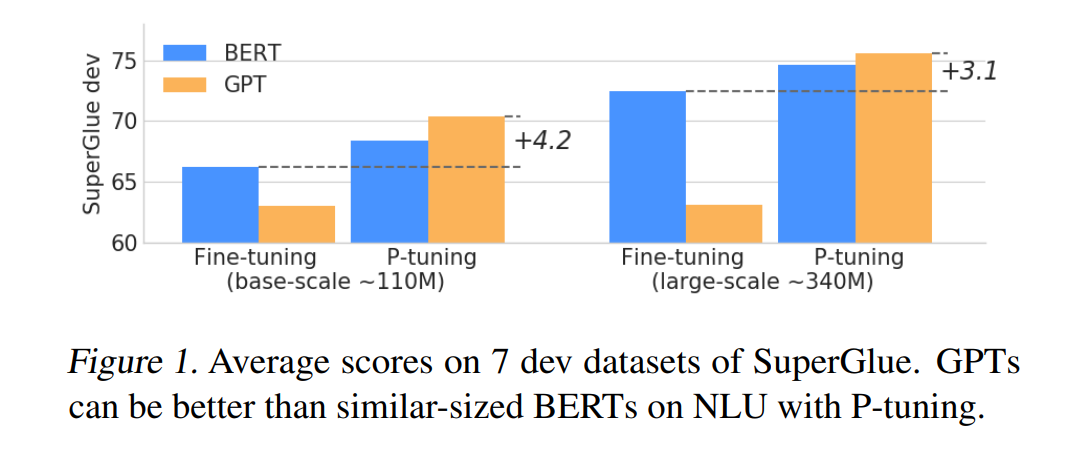 SuperGlue dev
75
70
65
60
BERT
GPT
+4.2
+3.1
Fine-tuning
P-tuning
(base-scale ~110M)
Fine-tuning
P-tuning
(large-scale ~340M)
Figure 1. Average scores on 7 dev datasets of SuperGlue. GPTs
can be better than similar-sized BERTs on NLU with P-tuning.